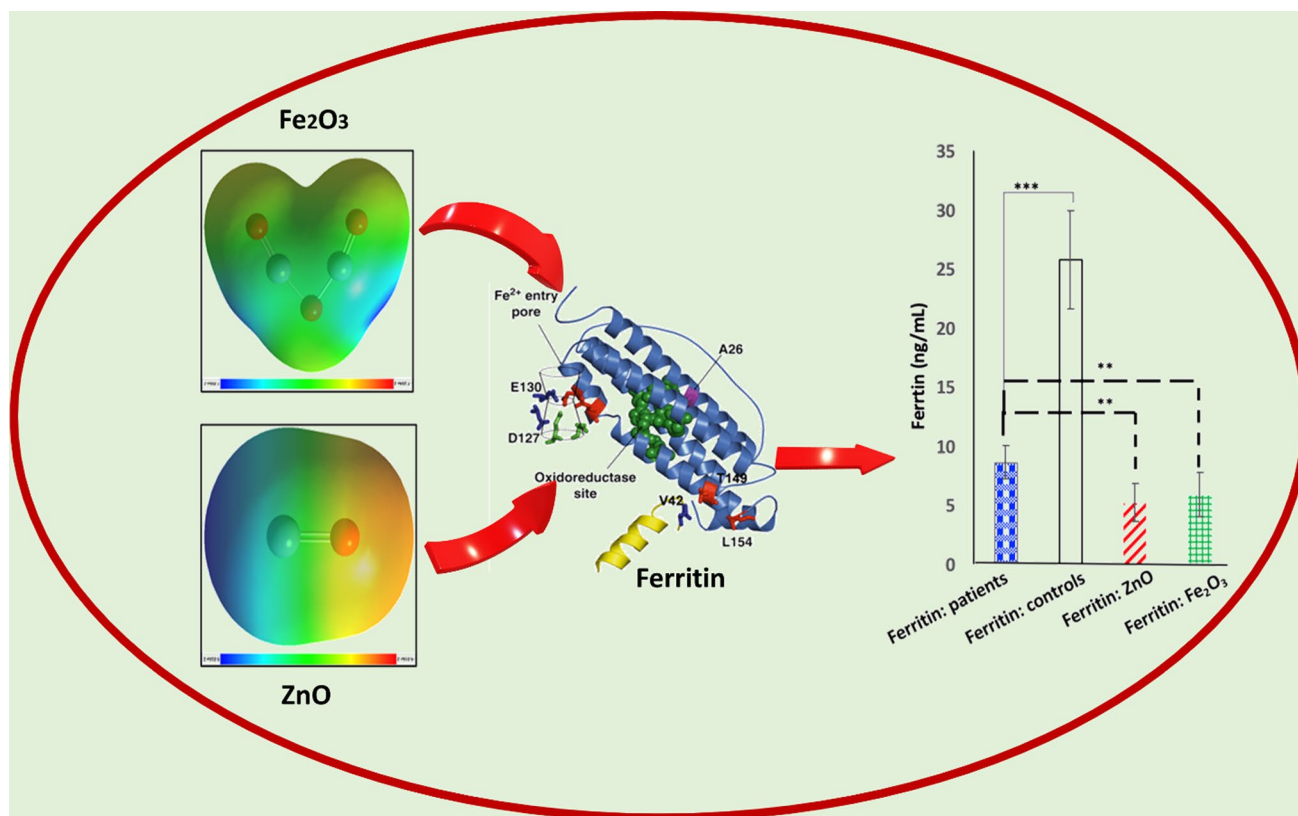 Fe₂O₃
ZnO
Fe²⁺ entry
pore
A26
E130
D127
Oxidoreductase
site
T149
V42
L154
Ferritin
Ferrtin (ng/mL)
35
30
25
20
15
10
5
0
***
**
**
Ferritin: patients
Ferritin: controls
Ferritin: ZnO
Ferritin: Fe₂O₃